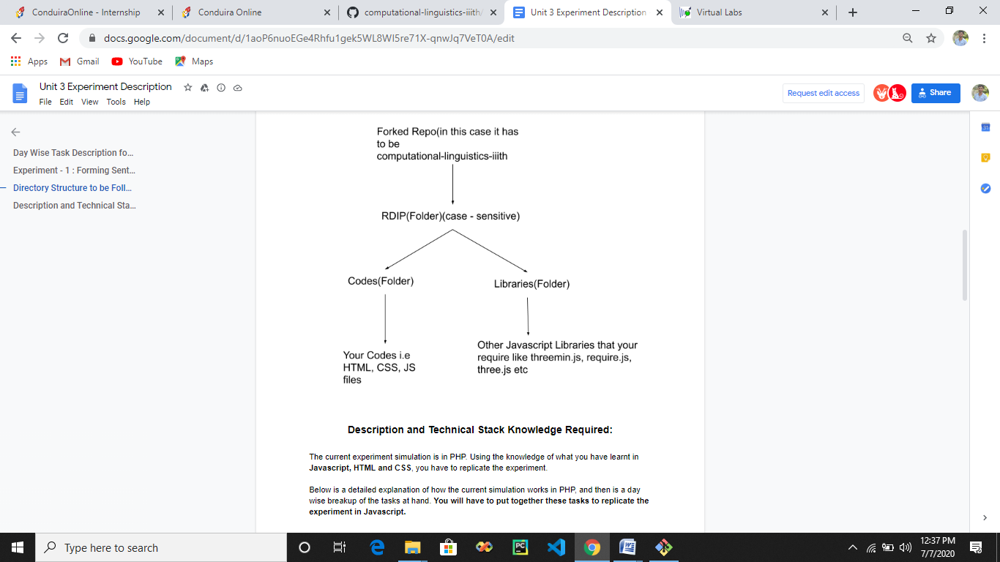 ConduiraOnline - Internship
Conduira Online
computational-linguistics-iiith/
Unit 3 Experiment Description
Virtual Labs
docs.google.com/document/d/1aoP6nuoEGe4Rhfu1gek5WL8WI5re71X-qnwJq7VeT0A/edit
Apps
Gmail
YouTube
Maps
Unit 3 Experiment Description
File Edit View Tools Help
Request edit access
Share
Day Wise Task Description fo...
Experiment - 1 : Forming Sent...
Directory Structure to be Foll...
Description and Technical Sta...
Forked Repo(in this case it has
to be
computational-linguistics-iiith
RDIP(Folder)(case - sensitive)
Codes(Folder)
Libraries(Folder)
Your Codes i.e
HTML, CSS, JS
files
Other Javascript Libraries that your
require like threemin.js, require.js,
three.js etc
Description and Technical Stack Knowledge Required:
The current experiment simulation is in PHP. Using the knowledge of what you have learnt in
Javascript, HTML and CSS, you have to replicate the experiment.
Below is a detailed explanation of how the current simulation works in PHP, and then is a day
wise breakup of the tasks at hand. You will have to put together these tasks to replicate the
experiment in Javascript.
31
Type here to search
PC
12:37 PM
7/7/2020